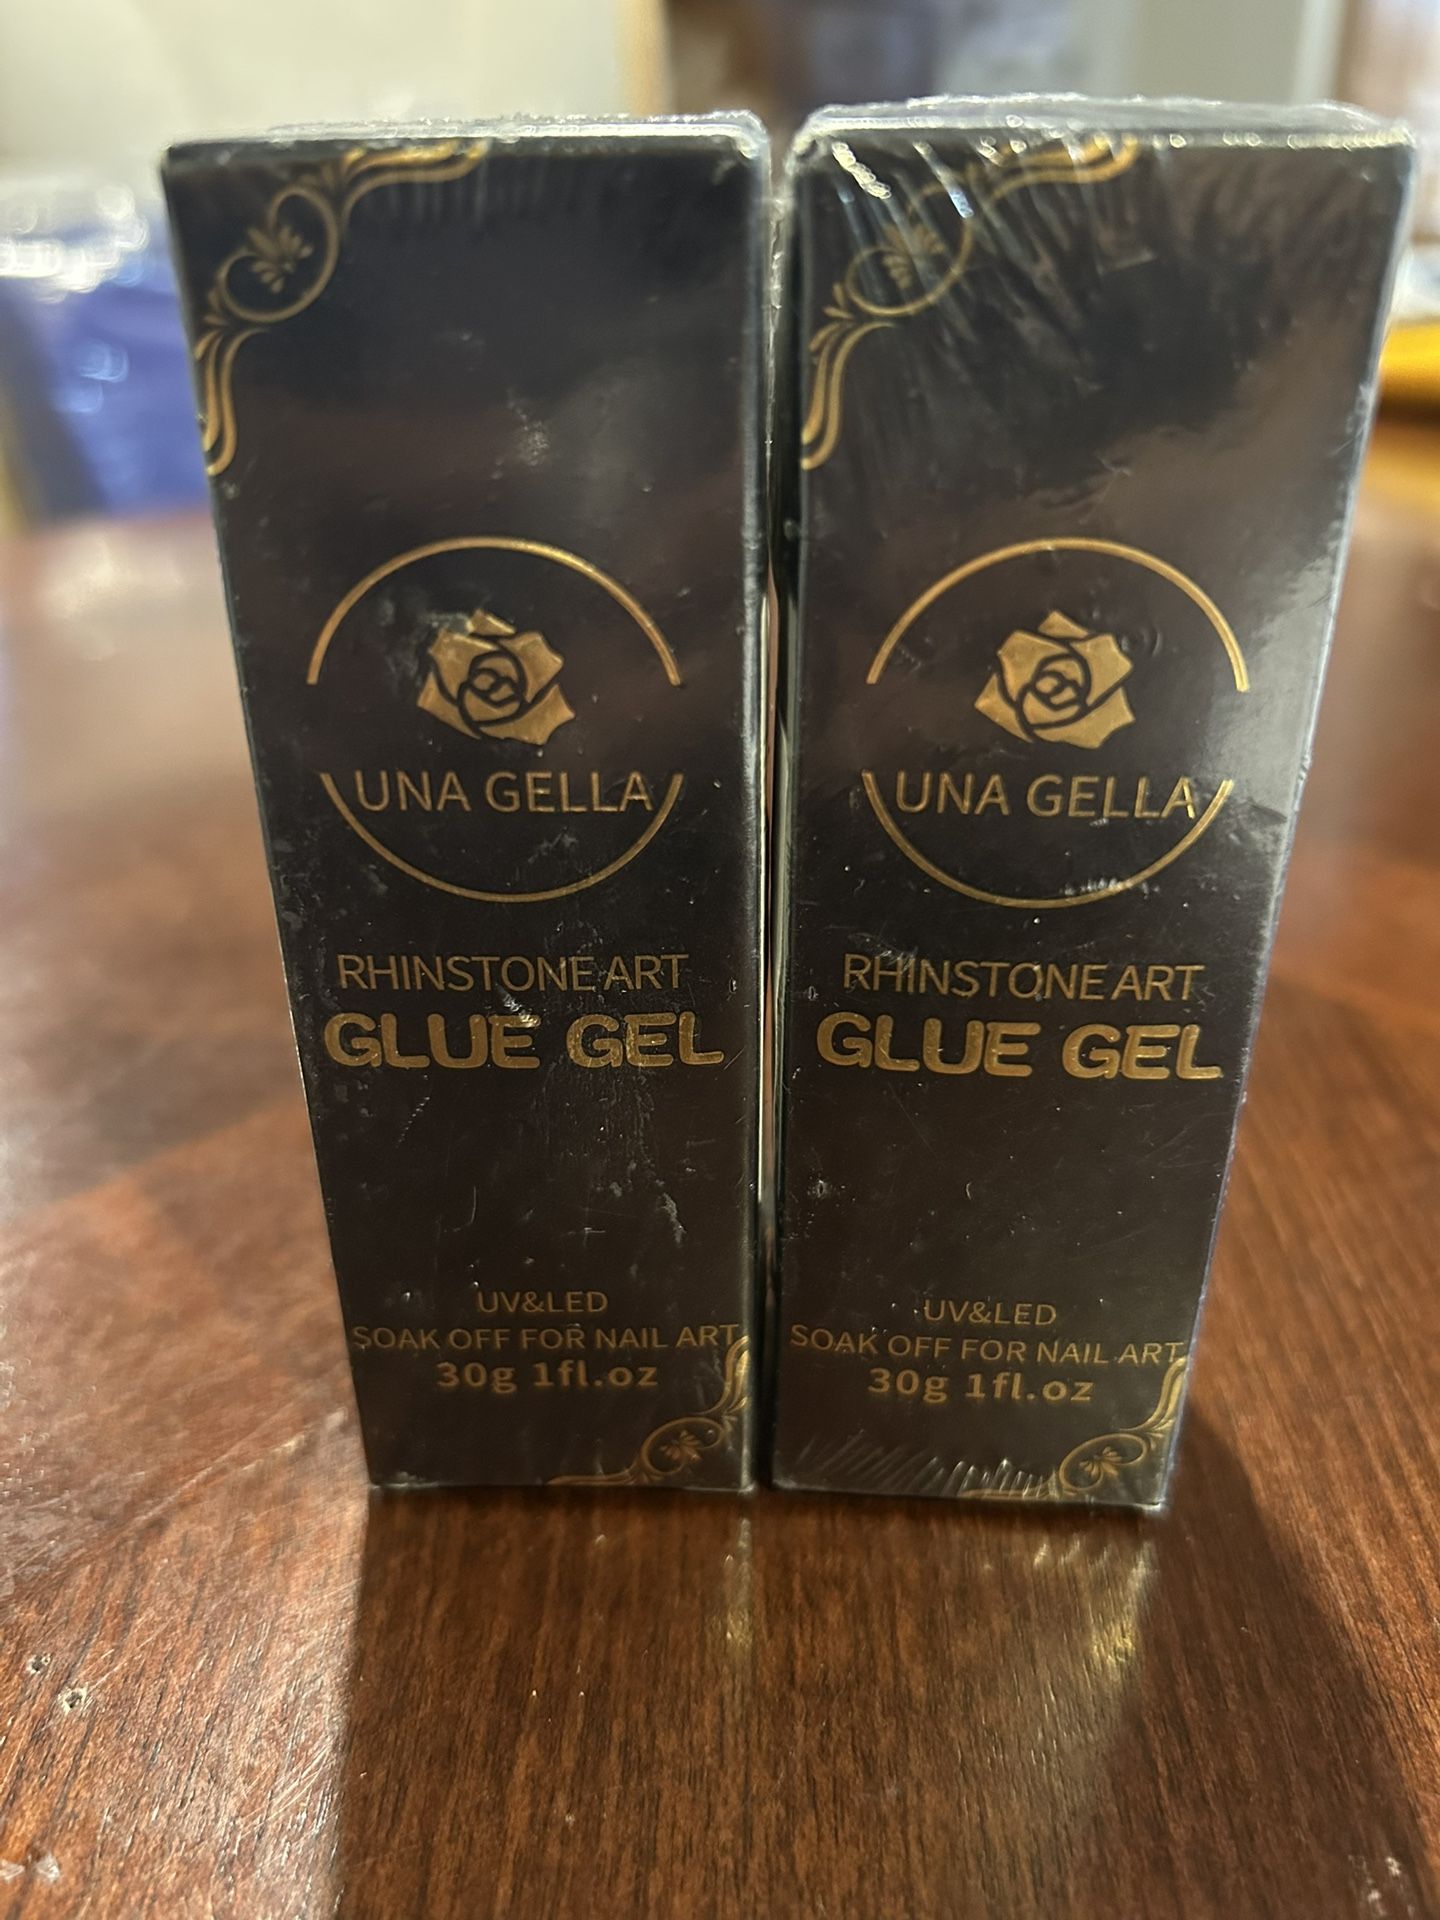 UNA GELLA
RHINSTONE ART
GLUE GEL
UV&LED
SOAK OFF FOR NAIL ART
30g 1fl.oz
UNA GELLA
RHINSTONE ART
GLUE GEL
UV&LED
SOAK OFF FOR NAIL ART
30g 1fl.oz